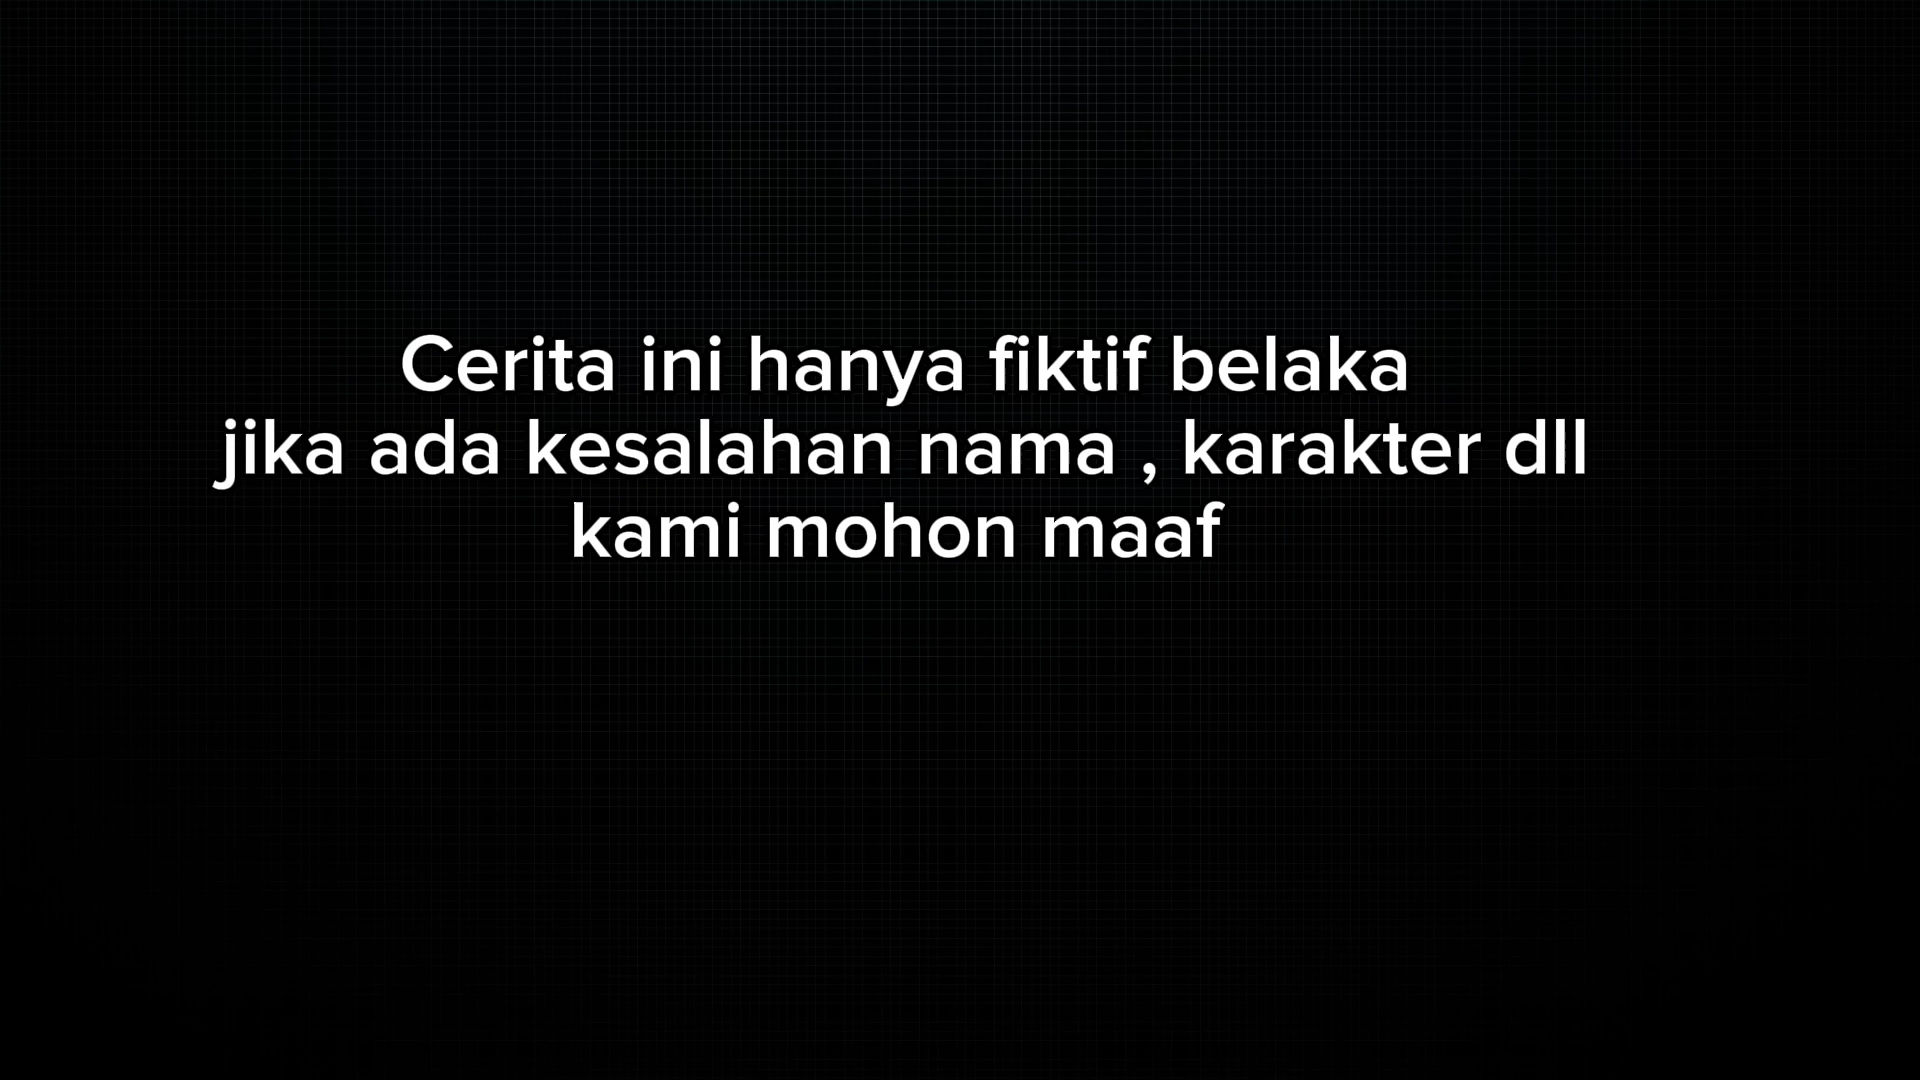 Cerita ini hanya fiktif belaka
jika ada kesalahan nama , karakter dll
kami mohon maaf